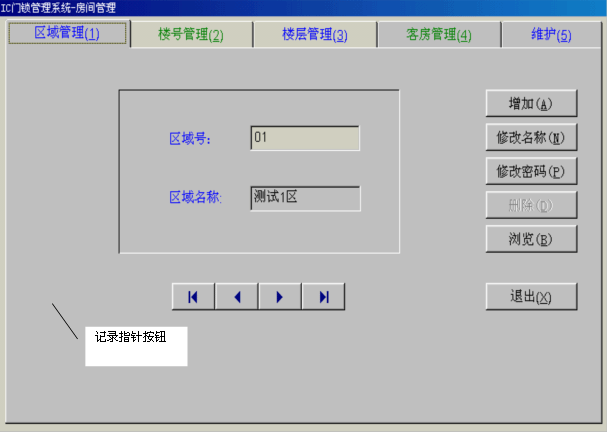 IC门锁管理系统-房间管理
区域管理(1) 楼号管理(2) 楼层管理(3) 客房管理(4) 维护(5)
增加(A)
区域号: 01
修改名称(N)
修改密码(P)
区域名称: 测试1区
删除(D)
浏览(B)
退出(X)
记录指针按钮